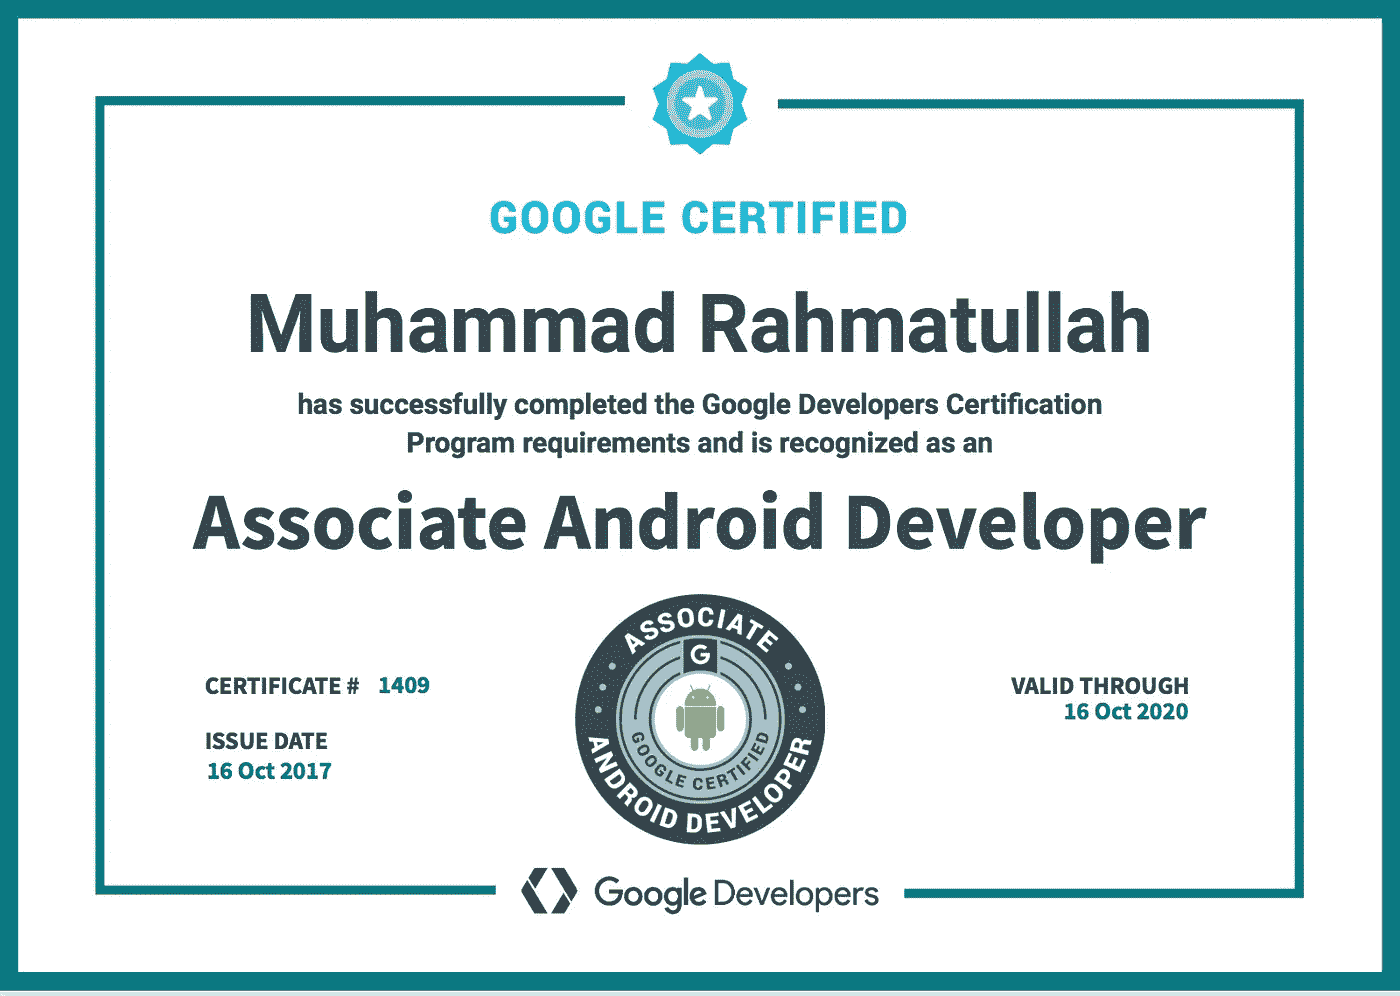 GOOGLE CERTIFIED
Muhammad Rahmatullah
has successfully completed the Google Developers Certification
Program requirements and is recognized as an
Associate Android Developer
ASSOCIATE
G
GOOGLE CERTIFIED
ANDROID DEVELOPER
CERTIFICATE # 1409
ISSUE DATE
16 Oct 2017
VALID THROUGH
16 Oct 2020
Google Developers